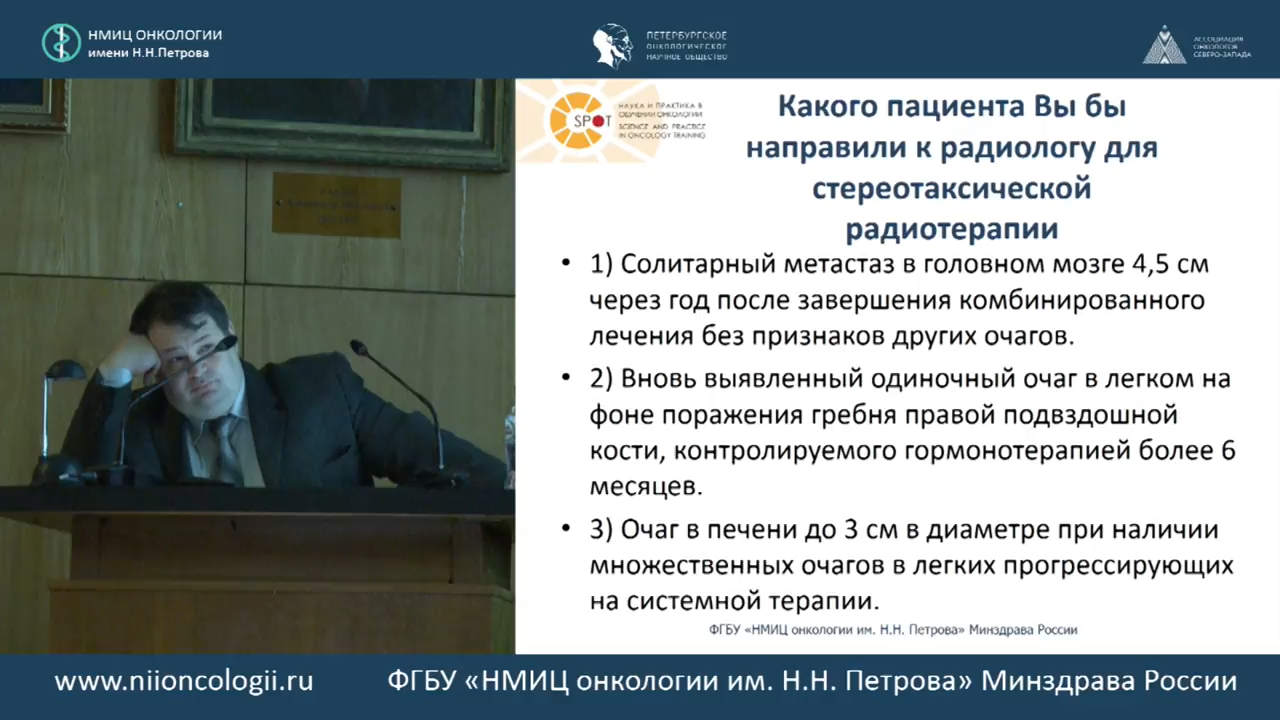 НМИЦ ОНКОЛОГИИ
имени Н.Н.Петрова
ПЕТЕРБУРГСКОЕ
ОНКОЛОГИЧЕСКОЕ
НАУЧНОЕ ОБЩЕСТВО
АССОЦИАЦИЯ
ОНКОЛОГОВ
СЕВЕРО-ЗАПАДА
SPOT
НАУКА И ПРАКТИКА В
ОБУЧЕНИИ ОНКОЛОГИИ
SCIENCE AND PRACTICE
IN ONCOLOGY TRAINING
Какого пациента Вы бы
направили к радиологу для
стереотаксической
радиотерапии
• 1) Солитарный метастаз в головном мозге 4,5 см
через год после завершения комбинированного
лечения без признаков других очагов.
• 2) Вновь выявленный одиночный очаг в легком на
фоне поражения гребня правой подвздошной
кости, контролируемого гормонотерапией более 6
месяцев.
• 3) Очаг в печени до 3 см в диаметре при наличии
множественных очагов в легких прогрессирующих
на системной терапии.
ФГБУ «НМИЦ онкологии им. Н.Н. Петрова» Минздрава России
www.niioncologii.ru
ФГБУ «НМИЦ онкологии им. Н.Н. Петрова» Минздрава России